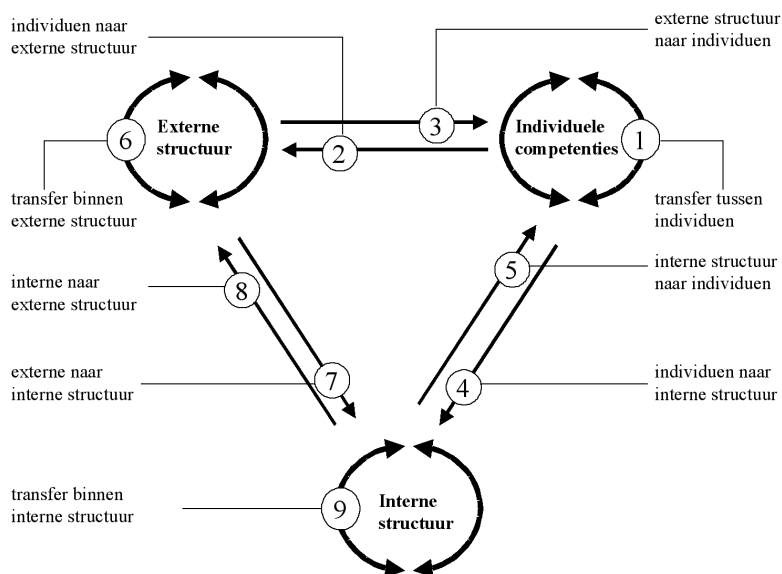 individuen naar
externe structuur
externe structuur
naar individuen
6
Externe
structuur
3
2
Individuele
competenties
1
transfer binnen
externe structuur
transfer tussen
individuen
interne naar
externe structuur
8
5
interne structuur
naar individuen
externe naar
interne structuur
7
4
individuen naar
interne structuur
transfer binnen
interne structuur
9
Interne
structuur